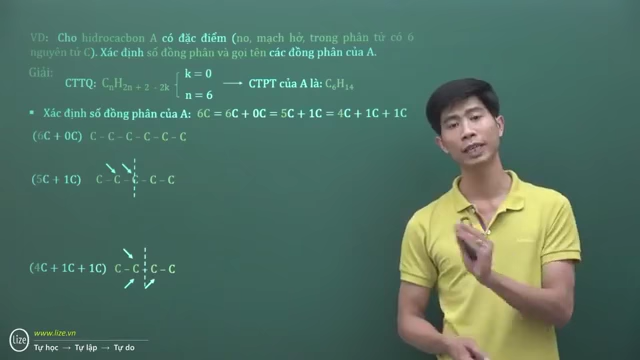 VD: Cho hidrocacbon A có đặc điểm (no, mạch hở, trong phân tử có 6
nguyên tử C). Xác định số đồng phân và gọi tên các đồng phân của A.
Giải:
CTTQ: CₙH₂ₙ₊₂₋₂ₖ { k = 0 n = 6 → CTPT của A là: C₆H₁₄
* Xác định số đồng phân của A: 6C = 6C + 0C = 5C + 1C = 4C + 1C + 1C
(6C + 0C) C – C – C – C – C – C
(5C + 1C) C – C – C – C – C
(4C + 1C + 1C) C – C – C – C
Lize
www.lize.vn
Tự học → Tự lập → Tự do